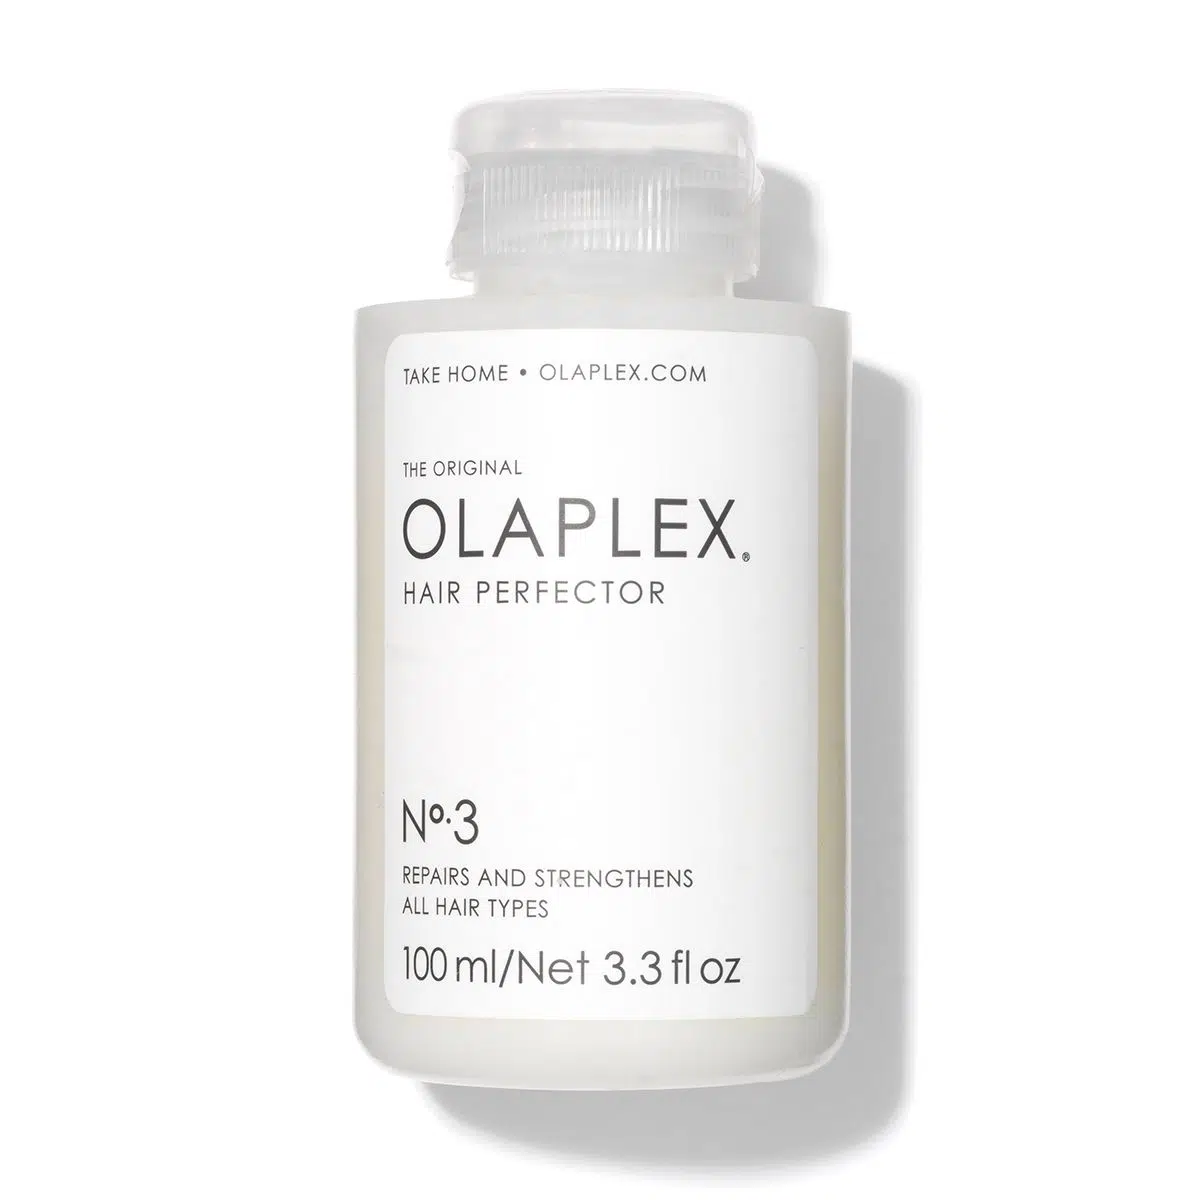 TAKE HOME • OLAPLEX.COM
THE ORIGINAL
OLAPLEX®
HAIR PERFECTOR
Nº.3
REPAIRS AND STRENGTHENS
ALL HAIR TYPES
100 ml/Net 3.3 fl oz